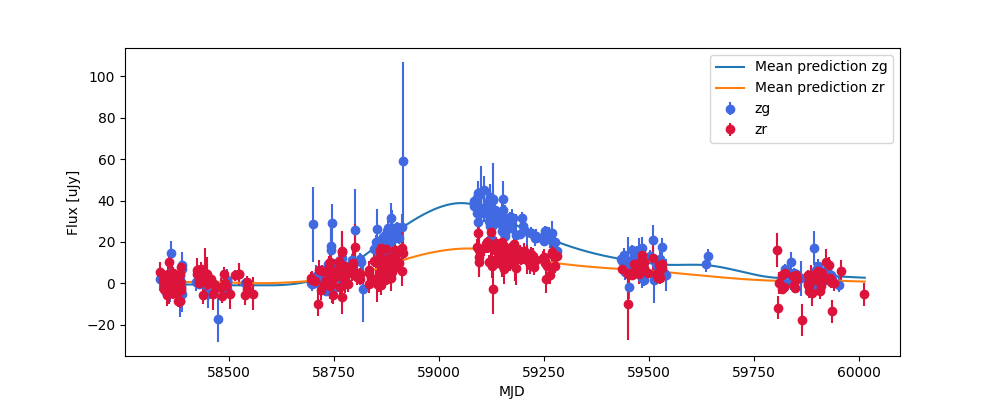 Mean prediction zg
Mean prediction zr
zg
zr
100
80
60
40
20
0
−20
Flux [uJy]
58500
58750
59000
59250
59500
59750
60000
MJD